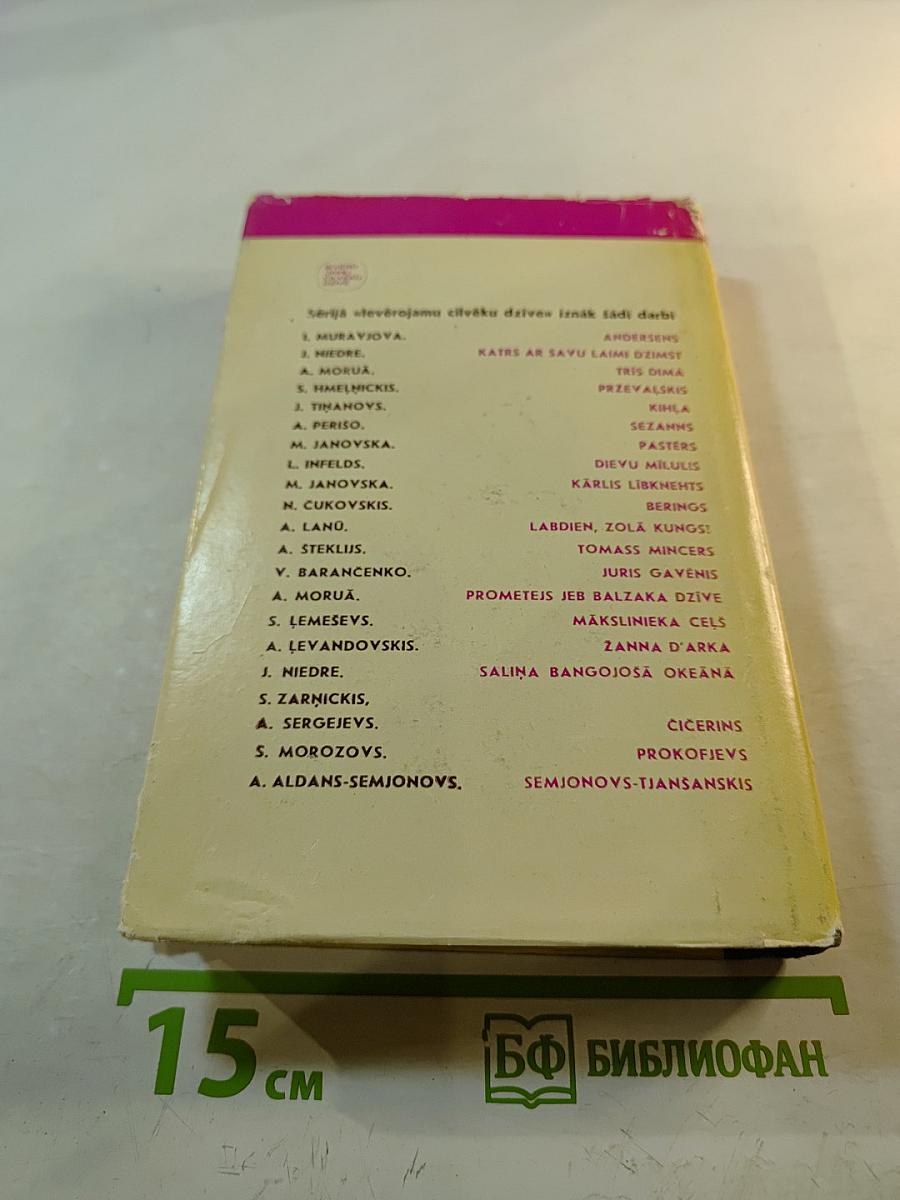 Sērijā «Ievērojamu cilvēku dzīve» iznāk šādi darbi
I. MURAVJOVA. ANDERSENS
J. NIEDRE. KATRS AR SAVU LAIMI DZIMST
A. MORUĀ. TRĪS DIMĀ
S. HMEĻŅICKIS. PRŽEVAĻSKIS
J. TIŅANOVS. KIHĻA
A. PERIŠO. SEZANNS
M. JANOVSKA. PASTĒRS
L. INFELDS. DIEVU MĪLULIS
M. JANOVSKA. KĀRLIS LĪBKNEHTS
N. ČUKOVSKIS. BERINGS
A. LANŪ. LABDIEN, ZOLĀ KUNGS!
A. ŠTEKLIJS. TOMASS MINCERS
V. BARANČENKO. JURIS GAVĒNIS
A. MORUĀ. PROMETEJS JEB BALZAKA DZĪVE
S. ĻEMEŠEVS. MĀKSLINIEKA CEĻŠ
A. ĻEVANDOVSKIS. ŽANNA D'ARKA
J. NIEDRE. SALIŅA BANGOJOŠĀ OKEĀNĀ
S. ZARŅICKIS,
A. SERGEJEVS. ČIČERINS
S. MOROZOVS. PROKOFJEVS
A. ALDANS-SEMJONOVS. SEMJONOVS-TJANŠANSKIS
15 см БФ БИБЛИОФАН